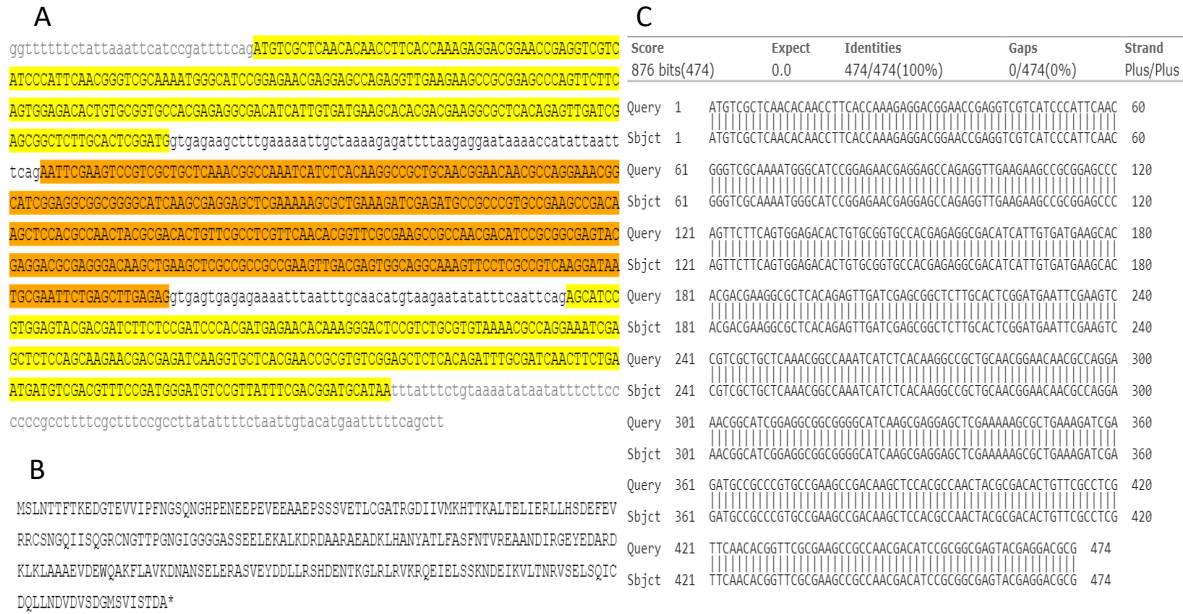 A
ggttttttctattaaattcatccgattttcagATGTCGCTCAACACAACCTTCACCAAAGAGGACGGAACCGAGGTCGTC
ATCCCATTCAACGGGTCGCAAAATGGGCATCCGGAGAACGAGGAGCCAGAGGTTGAAGAAGCCGCGGAGCCCAGTTCTTC
AGTGGAGACACTGTGCGGTGCCACGAGAGGCGACATCATTGTGATGAAGCACACGACGAAGGCGCTCACAGAGTTGATCG
AGCGGCTCTTGCACTCGGATGgtgagaagctttgaaaaattgctaaaagagattttaagaggaataaaaccatattaatt
tcagAATTCGAAGTCCGTCGCTGCTCAAACGGCCAAATCATCTCACAAGGCCGCTGCAACGGAACAACGCCAGGAAACGG
CATCGGAGGCGGCGGGGCATCAAGCGAGGAGCTCGAAAAAGCGCTGAAAGATCGAGATGCCGCCCGTGCCGAAGCCGACA
AGCTCCACGCCAACTACGCGACACTGTTCGCCTCGTTCAACACGGTTCGCGAAGCCGCCAACGACATCCGCGGCGAGTAC
GAGGACGCGAGGGACAAGCTGAAGCTCGCCGCCGCCGAAGTTGACGAGTGGCAGGCAAAGTTCCTCGCCGTCAAGGATAA
TGCGAATTCTGAGCTTGAGAGgtgagtgagagaaaatttaatttgcaacatgtaagaatatatttcaattcagAGCATCC
GTGGAGTACGACGATCTTCTCCGATCCCACGATGAGAACACAAAGGGACTCCGTCTGCGTGTAAAACGCCAGGAAATCGA
GCTCTCCAGCAAGAACGACGAGATCAAGGTGCTCACGAACCGCGTGTCGGAGCTCTCACAGATTTGCGATCAACTTCTGA
ATGATGTCGACGTTTCCGATGGGATGTCCGTTATTTCGACGGATGCATAAtttatttctgtaaaatataatatttcttcc
cccccgccttttcgctttccgccttatattttctaattgtacatgaatttttcagctt
B
MSLNTTFTKEDGTEVVIPFNGSQNGHPENEEPEVEEAAEPSSSVETLCGATRGDIIVMKHTTKALTELIERLLHSDEFEV
RRCSNGQIISQGRCNGTTPGNGIGGGGASSEELEKALKDRDAARAEADKLHANYATLFASFNTVREAANDIRGEYEDARD
KLKLAAAEVDEWQAKFLAVKDNANSELERASVEYDDLLRSHDENTKGLRLRVKRQEIELSSKNDEIKVLTNRVSELSQIC
DQLLNDVDVSDGMSVISTDA*
C
Score Expect Identities Gaps Strand
876 bits(474) 0.0 474/474(100%) 0/474(0%) Plus/Plus
Query 1 ATGTCGCTCAACACAACCTTCACCAAAGAGGACGGAACCGAGGTCGTCATCCCATTCAAC 60
Sbjct 1 ATGTCGCTCAACACAACCTTCACCAAAGAGGACGGAACCGAGGTCGTCATCCCATTCAAC 60
Query 61 GGGTCGCAAAATGGGCATCCGGAGAACGAGGAGCCAGAGGTTGAAGAAGCCGCGGAGCCC 120
Sbjct 61 GGGTCGCAAAATGGGCATCCGGAGAACGAGGAGCCAGAGGTTGAAGAAGCCGCGGAGCCC 120
Query 121 AGTTCTTCAGTGGAGACACTGTGCGGTGCCACGAGAGGCGACATCATTGTGATGAAGCAC 180
Sbjct 121 AGTTCTTCAGTGGAGACACTGTGCGGTGCCACGAGAGGCGACATCATTGTGATGAAGCAC 180
Query 181 ACGACGAAGGCGCTCACAGAGTTGATCGAGCGGCTCTTGCACTCGGATGAATTCGAAGTC 240
Sbjct 181 ACGACGAAGGCGCTCACAGAGTTGATCGAGCGGCTCTTGCACTCGGATGAATTCGAAGTC 240
Query 241 CGTCGCTGCTCAAACGGCCAAATCATCTCACAAGGCCGCTGCAACGGAACAACGCCAGGA 300
Sbjct 241 CGTCGCTGCTCAAACGGCCAAATCATCTCACAAGGCCGCTGCAACGGAACAACGCCAGGA 300
Query 301 AACGGCATCGGAGGCGGCGGGGCATCAAGCGAGGAGCTCGAAAAAGCGCTGAAAGATCGA 360
Sbjct 301 AACGGCATCGGAGGCGGCGGGGCATCAAGCGAGGAGCTCGAAAAAGCGCTGAAAGATCGA 360
Query 361 GATGCCGCCCGTGCCGAAGCCGACAAGCTCCACGCCAACTACGCGACACTGTTCGCCTCG 420
Sbjct 361 GATGCCGCCCGTGCCGAAGCCGACAAGCTCCACGCCAACTACGCGACACTGTTCGCCTCG 420
Query 421 TTCAACACGGTTCGCGAAGCCGCCAACGACATCCGCGGCGAGTACGAGGACGCG 474
Sbjct 421 TTCAACACGGTTCGCGAAGCCGCCAACGACATCCGCGGCGAGTACGAGGACGCG 474